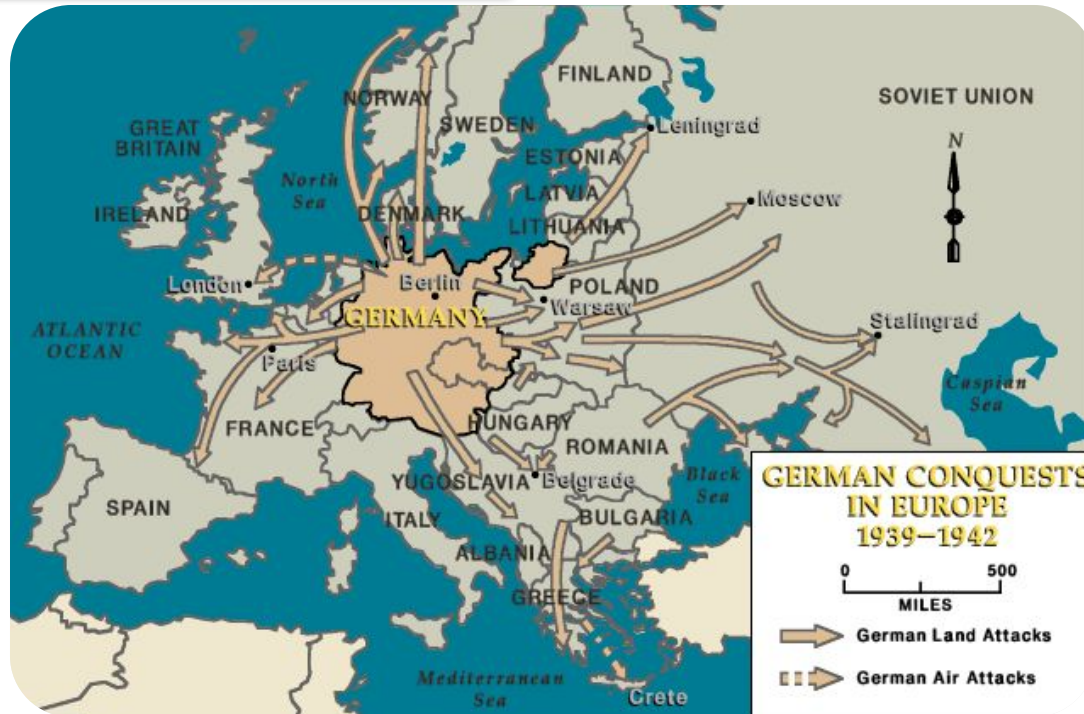 FINLAND
SOVIET UNION
NORWAY
SWEDEN
GREAT
BRITAIN
Leningrad
N
ESTONIA
North
Sea
LATVIA
IRELAND
DENMARK
LITHUANIA
Moscow
London
Berlin
POLAND
Warsaw
GERMANY
ATLANTIC
OCEAN
Paris
Stalingrad
Caspian
Sea
FRANCE
HUNGARY
ROMANIA
YUGOSLAVIA
Belgrade
Black
Sea
SPAIN
ITALY
BULGARIA
ALBANIA
GREECE
Mediterranean
Sea
Crete
GERMAN CONQUESTS
IN EUROPE
1939–1942
0 500
MILES
German Land Attacks
German Air Attacks